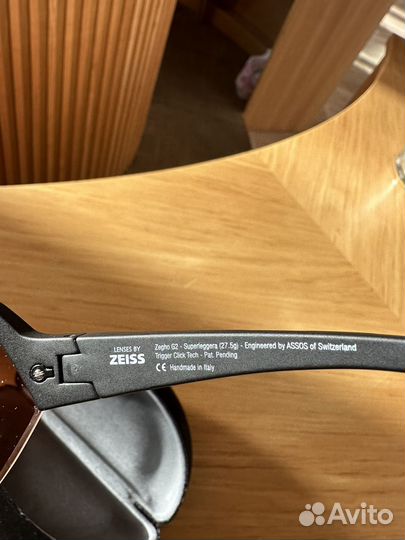 LENSES BY
ZEISS
Zegho G2 - Superleggera (27.5g) - Engineered by ASSOS of Switzerland
Trigger Click Tech - Pat. Pending
CE Handmade in Italy
Avito